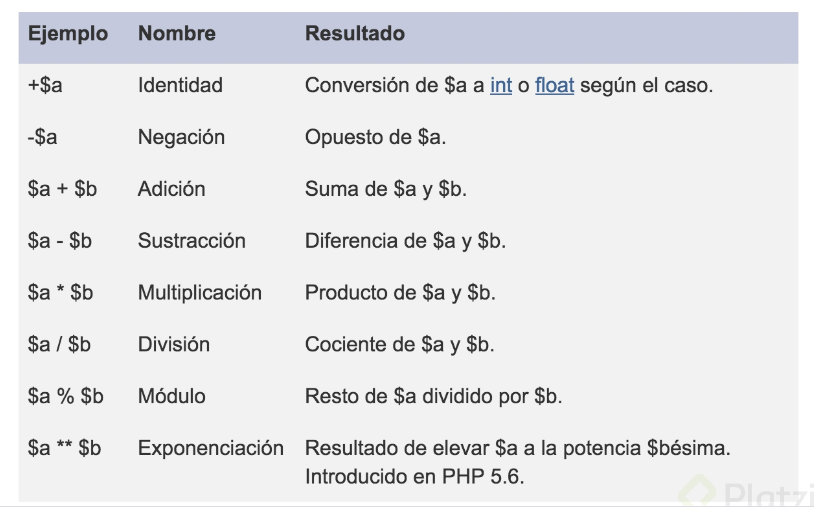 Ejemplo Nombre Resultado
+$a Identidad Conversión de $a a int o float según el caso.
-$a Negación Opuesto de $a.
$a + $b Adición Suma de $a y $b.
$a - $b Sustracción Diferencia de $a y $b.
$a * $b Multiplicación Producto de $a y $b.
$a / $b División Cociente de $a y $b.
$a % $b Módulo Resto de $a dividido por $b.
$a ** $b Exponenciación Resultado de elevar $a a la potencia $bésima.
Introducido en PHP 5.6.
Platzi